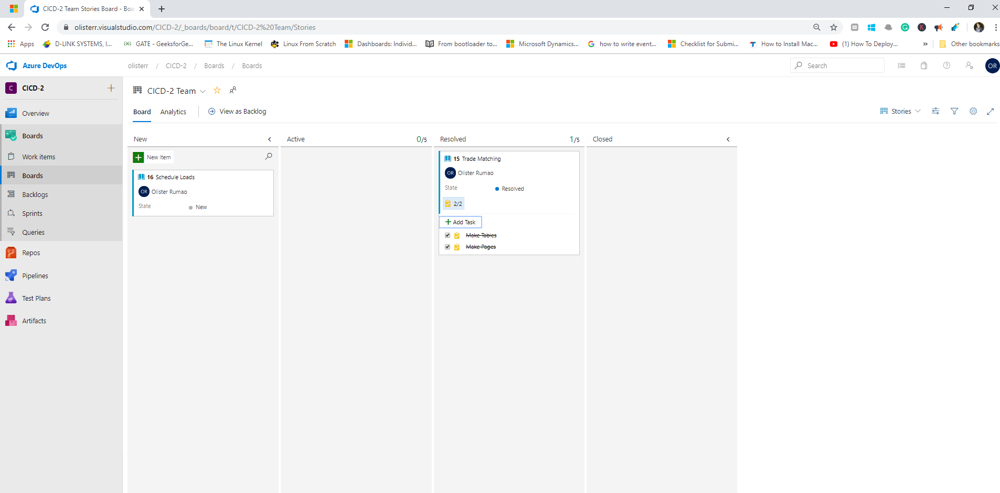 CICD-2 Team Stories Board - Boa
olisterr.visualstudio.com/CICD-2/_boards/board/t/CICD-2%20Team/Stories
Apps D-LINK SYSTEMS, I... GATE - GeeksforGe... The Linux Kernel Linux From Scratch Dashboards: Individ... From bootloader to... Microsoft Dynamics... how to write event... Checklist for Submi... How to Install Mac... (1) How To Deploy... » Other bookmarks
Azure DevOps olisterr / CICD-2 / Boards / Boards Search OR
C CICD-2
CICD-2 Team
Overview
Board Analytics View as Backlog Stories
Boards
New Active 0/5 Resolved 1/5 Closed
Work items
New item
15 Trade Matching
Boards
16 Schedule Loads
OR Olister Rumao
Backlogs
OR Olister Rumao
State Resolved
State New
2/2
Sprints
Add Task
Queries
Make Tables
Make Pages
Repos
Pipelines
Test Plans
Artifacts